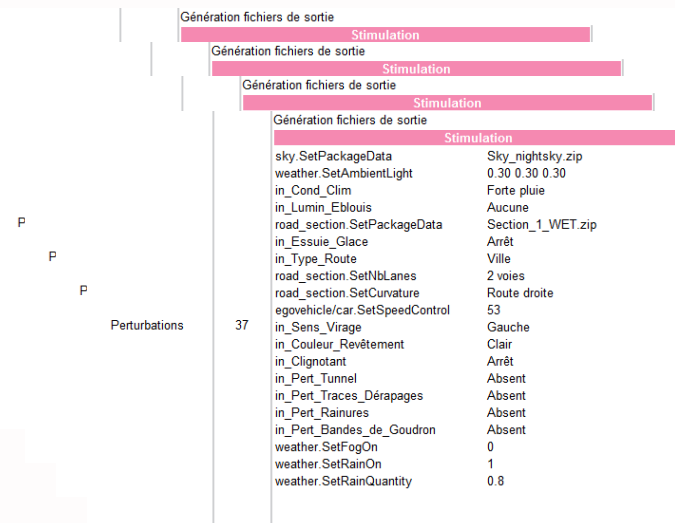 Génération fichiers de sortie
Stimulation
Génération fichiers de sortie
Stimulation
Génération fichiers de sortie
Stimulation
Génération fichiers de sortie
Stimulation
sky.SetPackageData Sky_nightsky.zip
weather.SetAmbientLight 0.30 0.30 0.30
in_Cond_Clim Forte pluie
in_Lumin_Eblouis Aucune
P road_section.SetPackageData Section_1_WET.zip
in_Essuie_Glace Arrêt
P in_Type_Route Ville
road_section.SetNbLanes 2 voies
P road_section.SetCurvature Route droite
egovehicle/car.SetSpeedControl 53
Perturbations 37 in_Sens_Virage Gauche
in_Couleur_Revêtement Clair
in_Clignotant Arrêt
in_Pert_Tunnel Absent
in_Pert_Traces_Dérapages Absent
in_Pert_Rainures Absent
in_Pert_Bandes_de_Goudron Absent
weather.SetFogOn 0
weather.SetRainOn 1
weather.SetRainQuantity 0.8